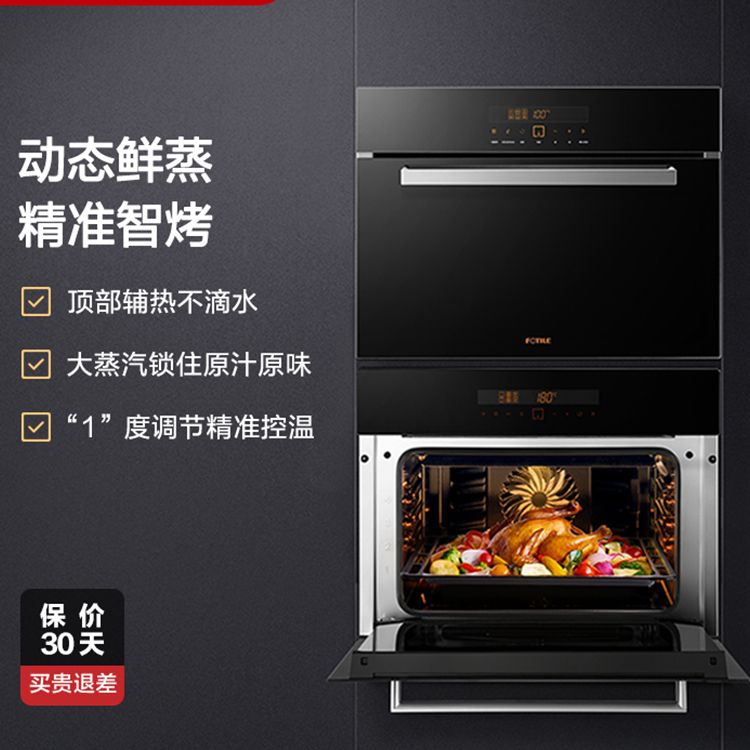 动态鲜蒸
精准智烤
顶部辅热不滴水
大蒸汽锁住原汁原味
“1”度调节精准控温
保价
30天
买贵退差
100℃
FOTILE
180℃